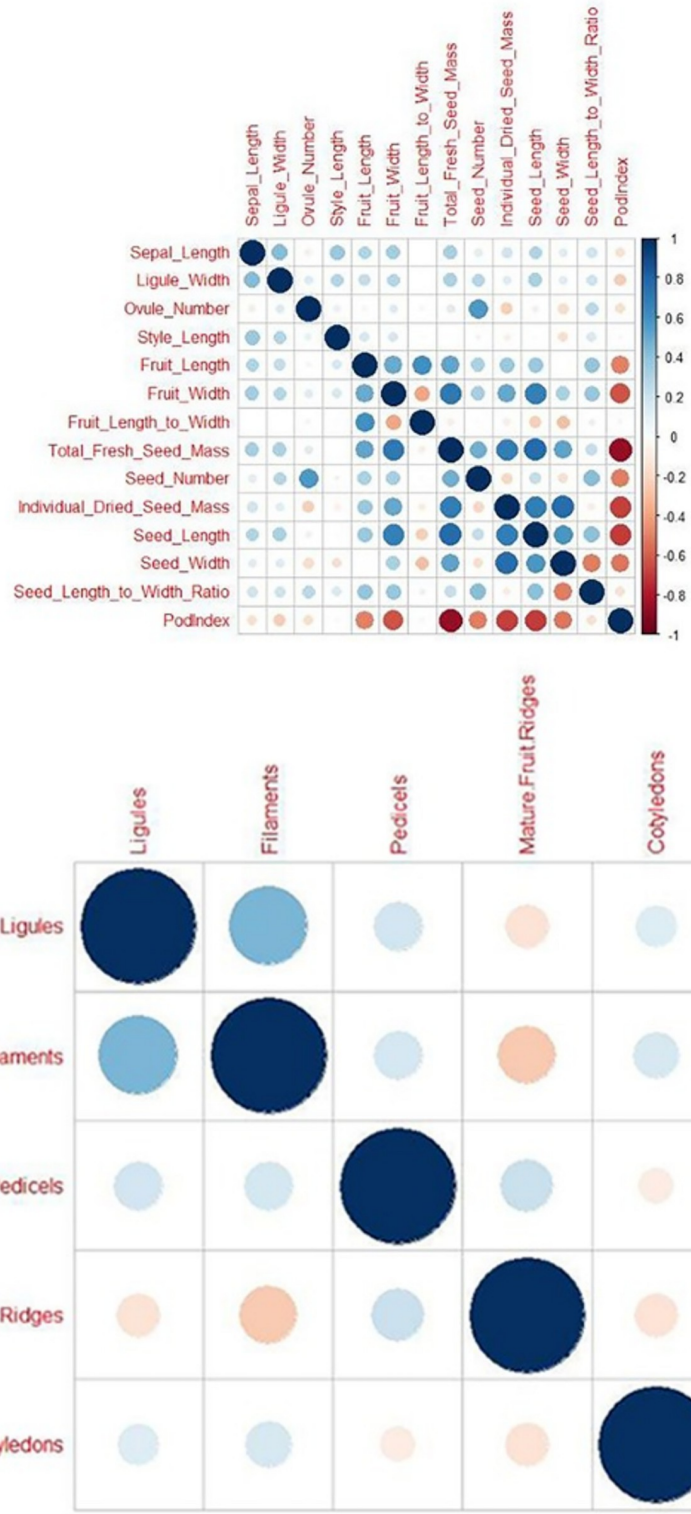 Sepal_Length
Ligule_Width
Ovule_Number
Style_Length
Fruit_Length
Fruit_Width
Fruit_Length_to_Width
Total_Fresh_Seed_Mass
Seed_Number
Individual_Dried_Seed_Mass
Seed_Length
Seed_Width
Seed_Length_to_Width_Ratio
PodIndex
Sepal_Length
Ligule_Width
Ovule_Number
Style_Length
Fruit_Length
Fruit_Width
Fruit_Length_to_Width
Total_Fresh_Seed_Mass
Seed_Number
Individual_Dried_Seed_Mass
Seed_Length
Seed_Width
Seed_Length_to_Width_Ratio
PodIndex
1
0.8
0.6
0.4
0.2
0
-0.2
-0.4
-0.6
-0.8
-1
Ligules
Filaments
Pedicels
Mature.Fruit.Ridges
Cotyledons
Ligules
aments
edicels
Ridges
yledons